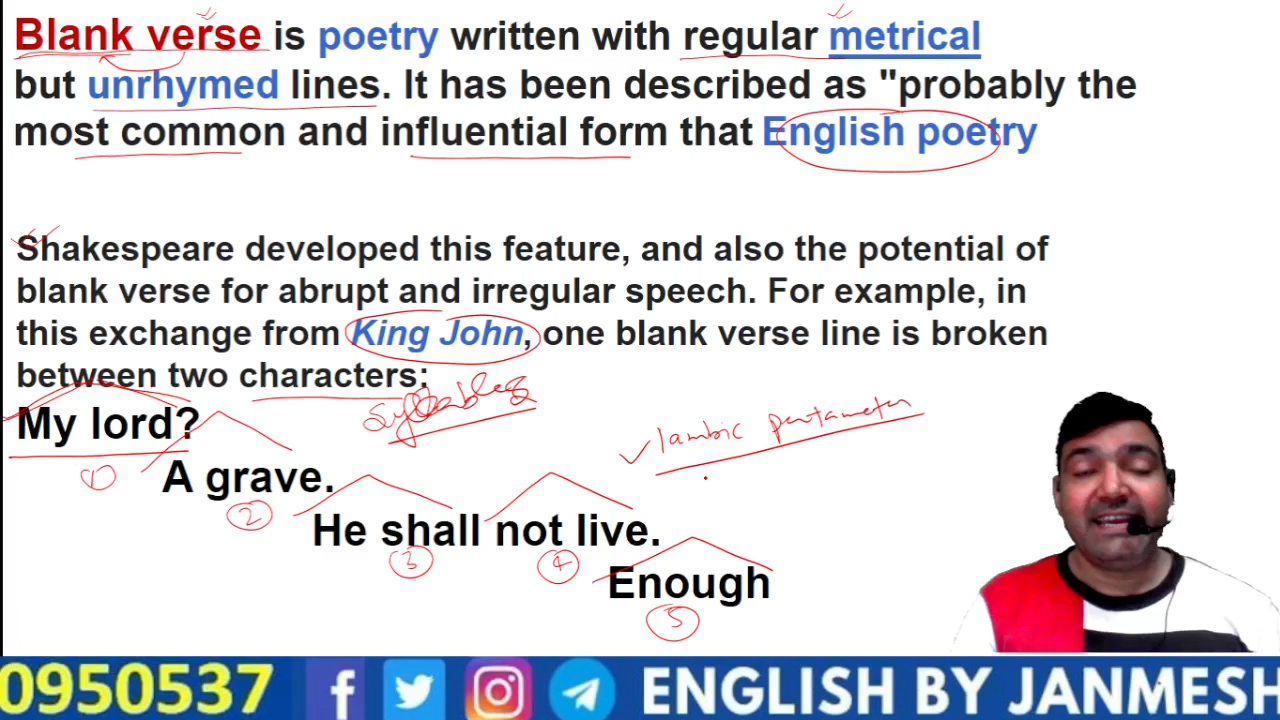 Blank verse is poetry written with regular metrical
but unrhymed lines. It has been described as "probably the
most common and influential form that English poetry
Shakespeare developed this feature, and also the potential of
blank verse for abrupt and irregular speech. For example, in
this exchange from King John, one blank verse line is broken
between two characters:
Syllables
My lord?
Iambic pentameter
1
A grave.
2
He shall not live.
3 4
Enough
5
0950537 f ENGLISH BY JANMESH